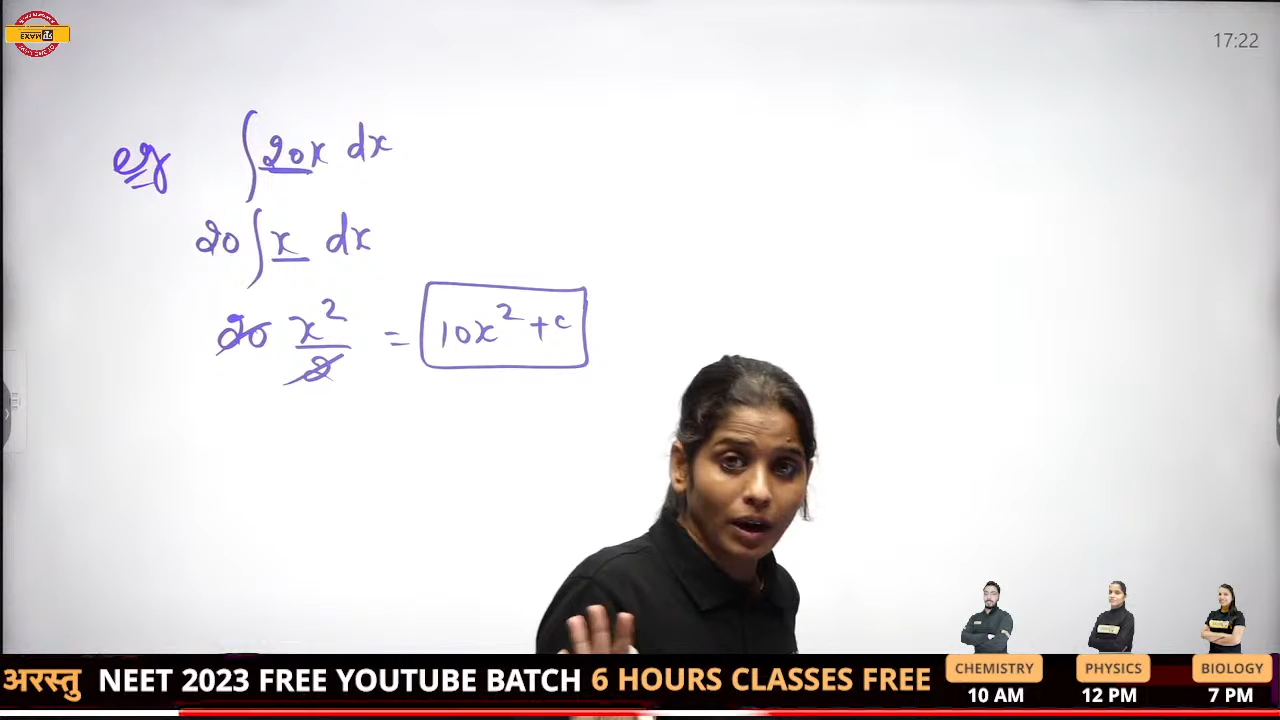 17:22
eg ∫20x dx
20 ∫x dx
20 x²/2 = 10x² + c
अरस्तु NEET 2023 FREE YOUTUBE BATCH 6 HOURS CLASSES FREE
CHEMISTRY PHYSICS BIOLOGY
10 AM 12 PM 7 PM